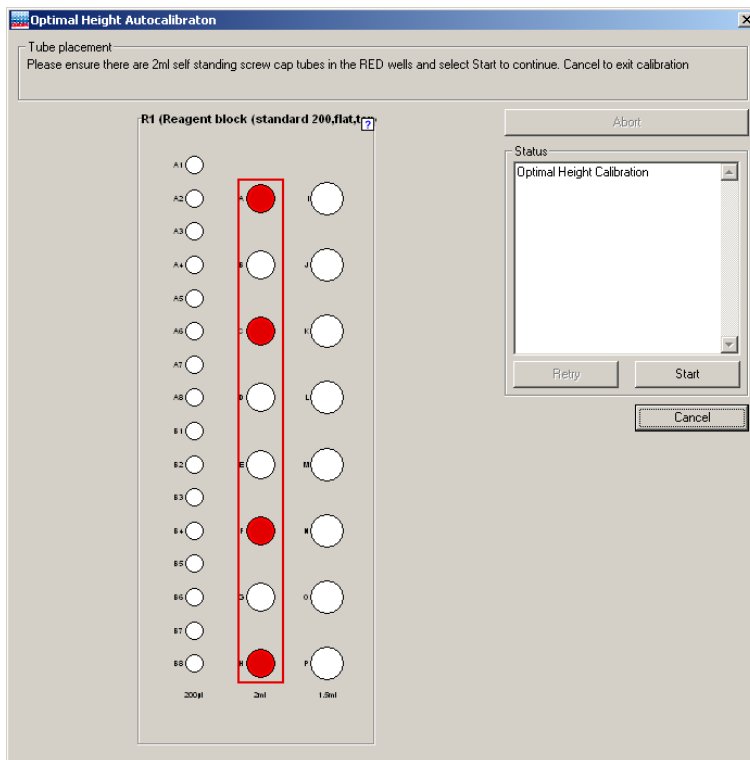 Optimal Height Autocalibraton
Tube placement
Please ensure there are 2ml self standing screw cap tubes in the RED wells and select Start to continue. Cancel to exit calibration
R1 (Reagent block (standard 200,flat,top
?
Abort
Status
Optimal Height Calibration
A1
A2 A I
A3
A4 B J
A5
A6 C K
A7
A8 D L
B1
B2 E M
B3
B4 F N
B5
B6 G O
B7
B8 H P
200µl 2ml 1.5ml
Retry Start
Cancel